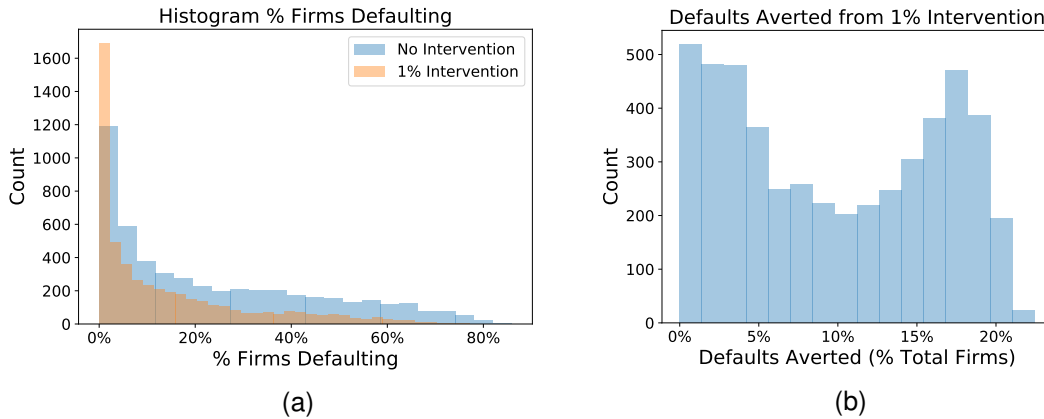 Histogram % Firms Defaulting
No Intervention
1% Intervention
Count
1600
1400
1200
1000
800
600
400
200
0
0%
20%
40%
60%
80%
% Firms Defaulting
(a)
Defaults Averted from 1% Intervention
Count
500
400
300
200
100
0
0%
5%
10%
15%
20%
Defaults Averted (% Total Firms)
(b)